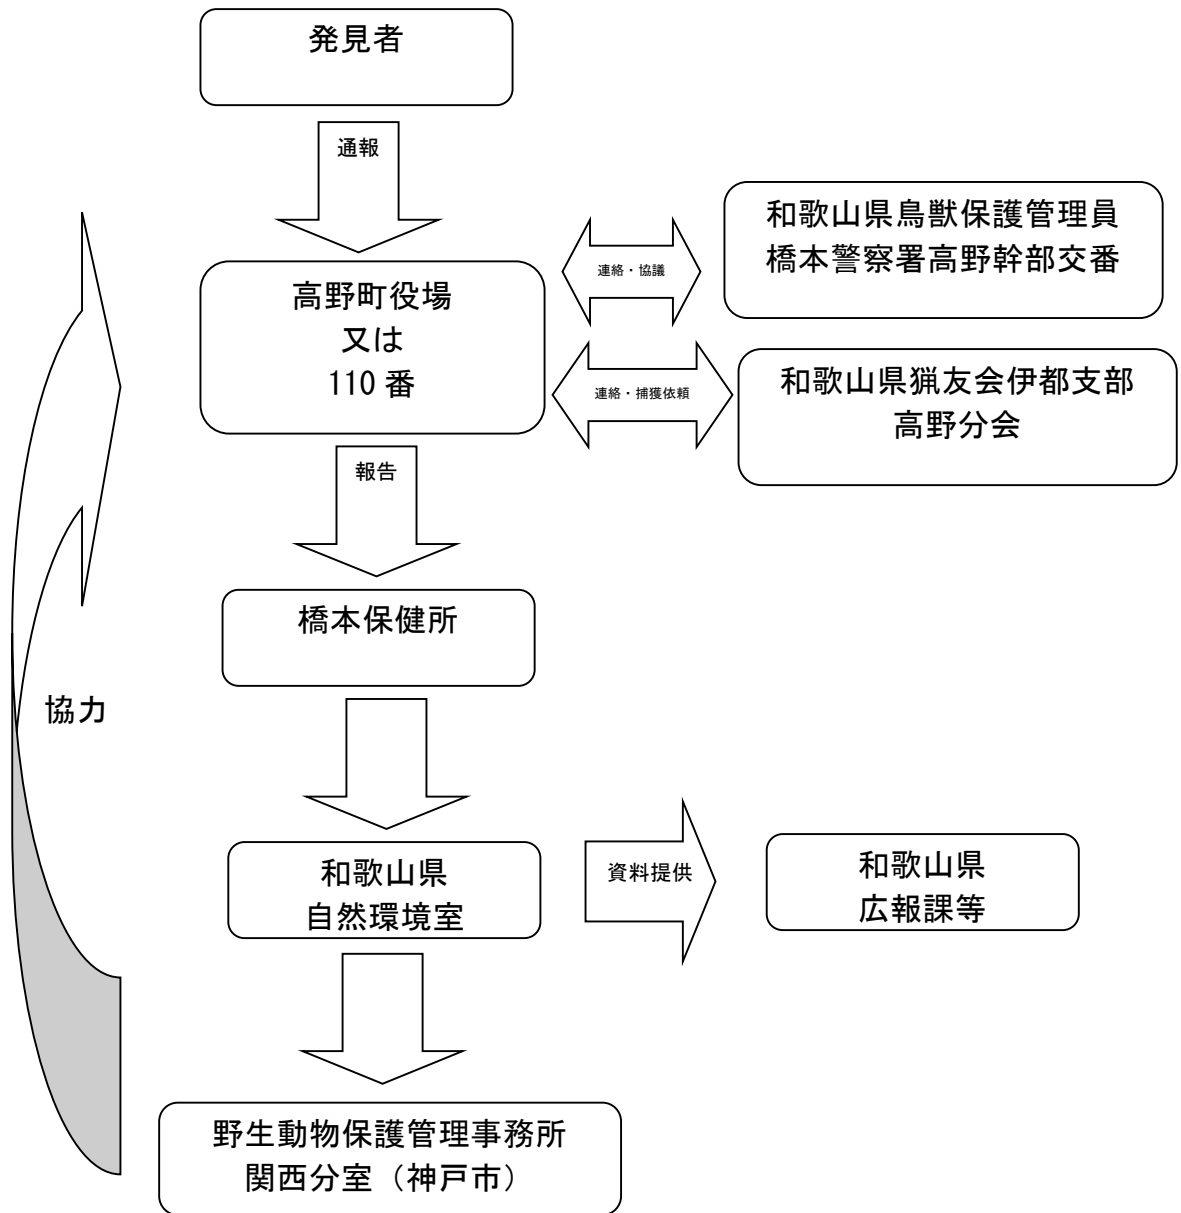 発見者
通報
和歌山県鳥獣保護管理員
橋本警察署高野幹部交番
連絡・協議
高野町役場
又は
110番
連絡・捕獲依頼
和歌山県猟友会伊都支部
高野分会
報告
橋本保健所
協力
和歌山県
自然環境室
資料提供
和歌山県
広報課等
野生動物保護管理事務所
関西分室（神戸市）